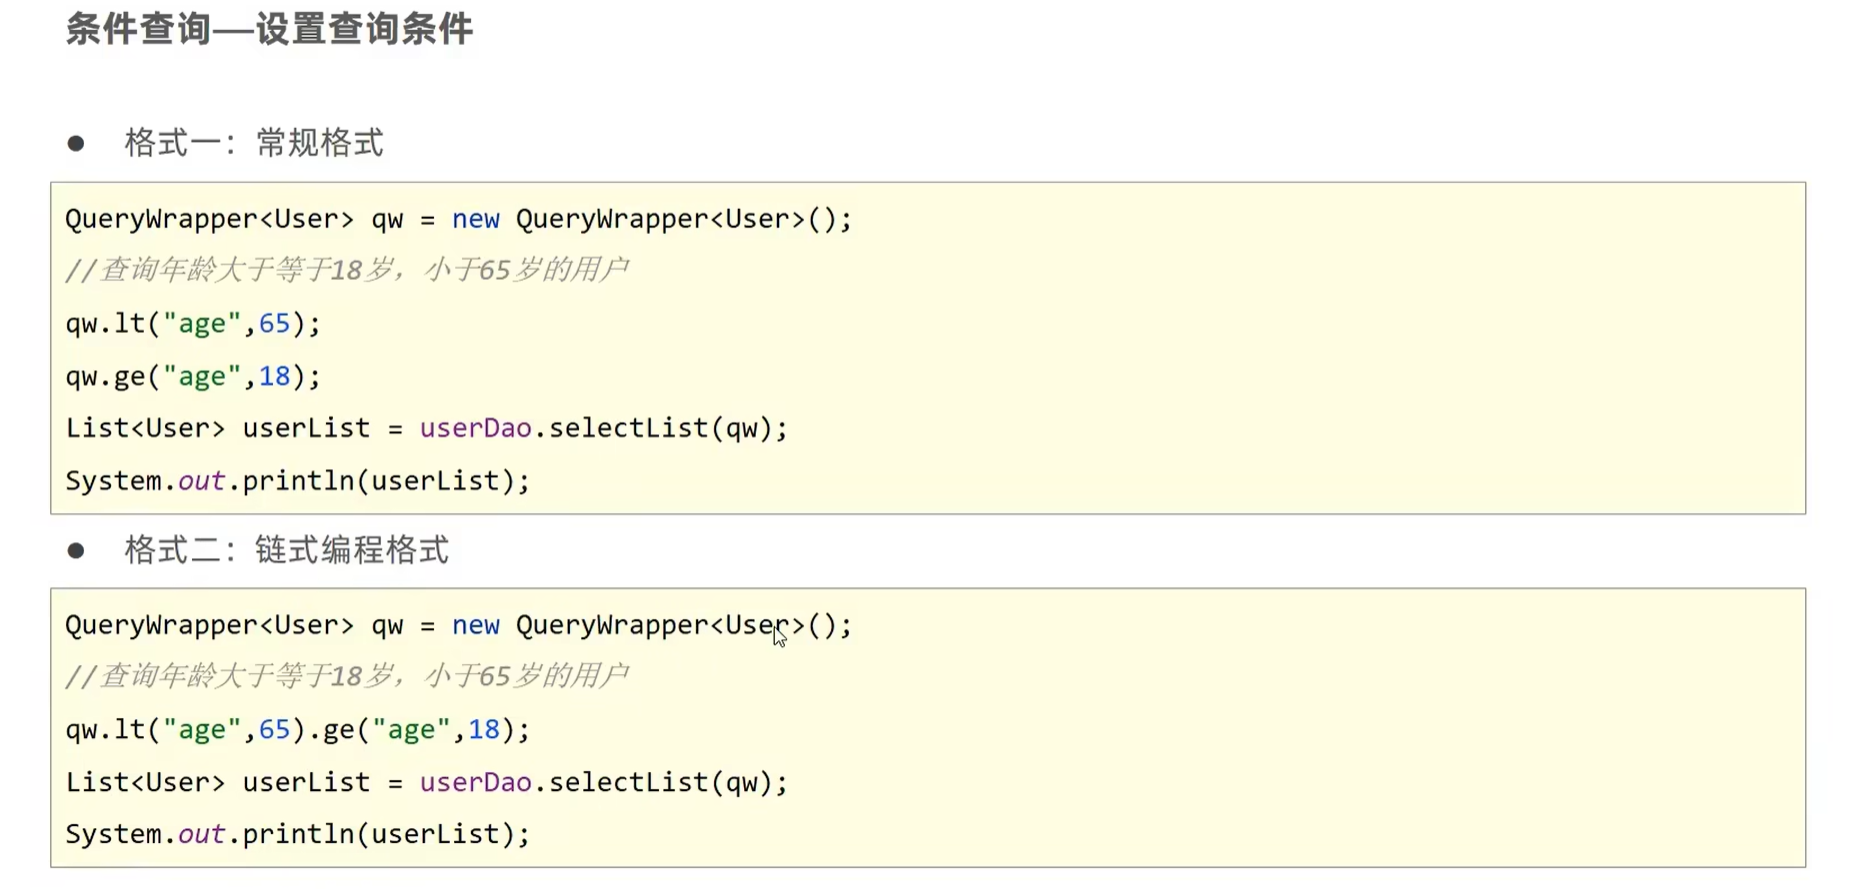 条件查询——设置查询条件
● 格式一：常规格式
QueryWrapper<User> qw = new QueryWrapper<User>();
//查询年龄大于等于18岁，小于65岁的用户
qw.lt("age",65);
qw.ge("age",18);
List<User> userList = userDao.selectList(qw);
System.out.println(userList);
● 格式二：链式编程格式
QueryWrapper<User> qw = new QueryWrapper<User>();
//查询年龄大于等于18岁，小于65岁的用户
qw.lt("age",65).ge("age",18);
List<User> userList = userDao.selectList(qw);
System.out.println(userList);